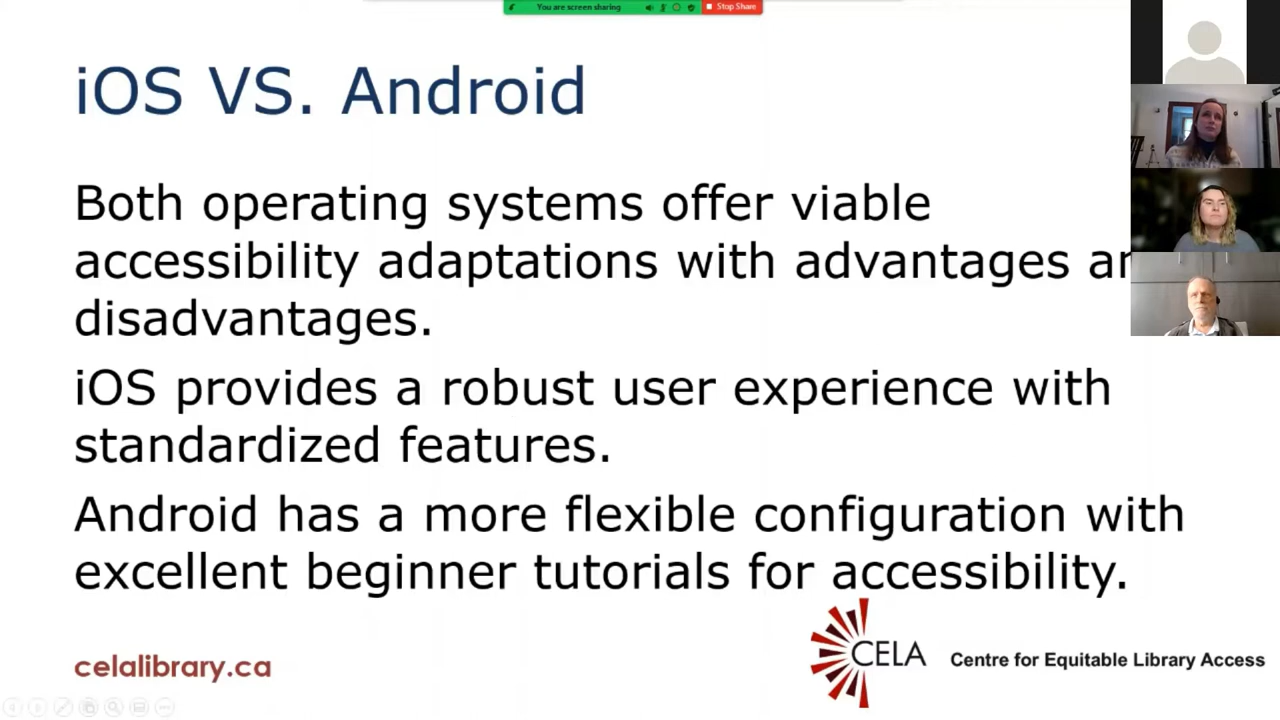 You are screen sharing
Stop Share
iOS VS. Android
Both operating systems offer viable
accessibility adaptations with advantages
disadvantages.
iOS provides a robust user experience with
standardized features.
Android has a more flexible configuration with
excellent beginner tutorials for accessibility.
celalibrary.ca
CELA
Centre for Equitable Library Access